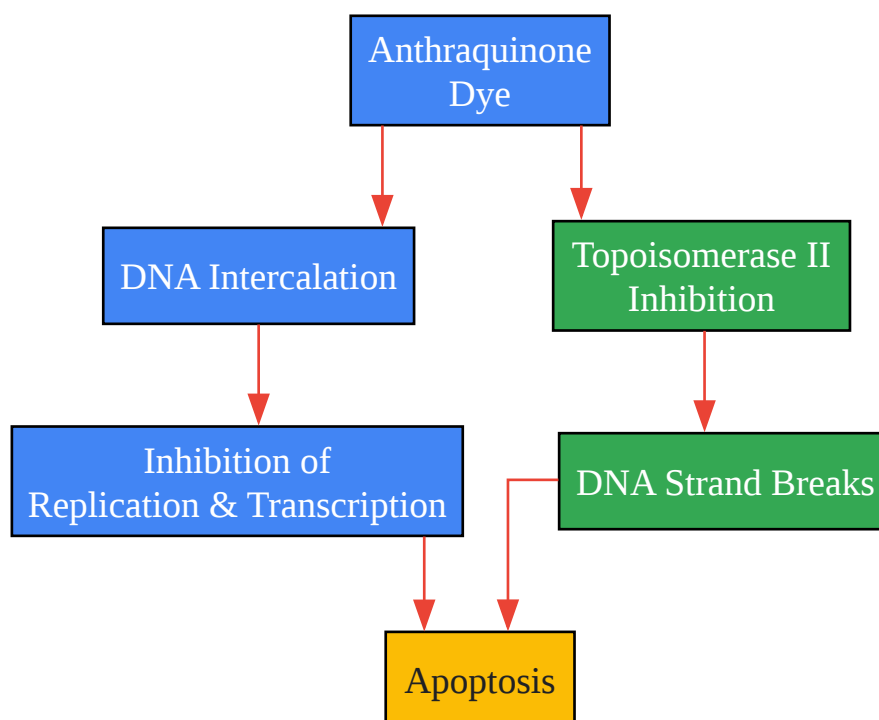 Anthraquinone
Dye
DNA Intercalation
Topoisomerase II
Inhibition
Inhibition of
Replication & Transcription
DNA Strand Breaks
Apoptosis